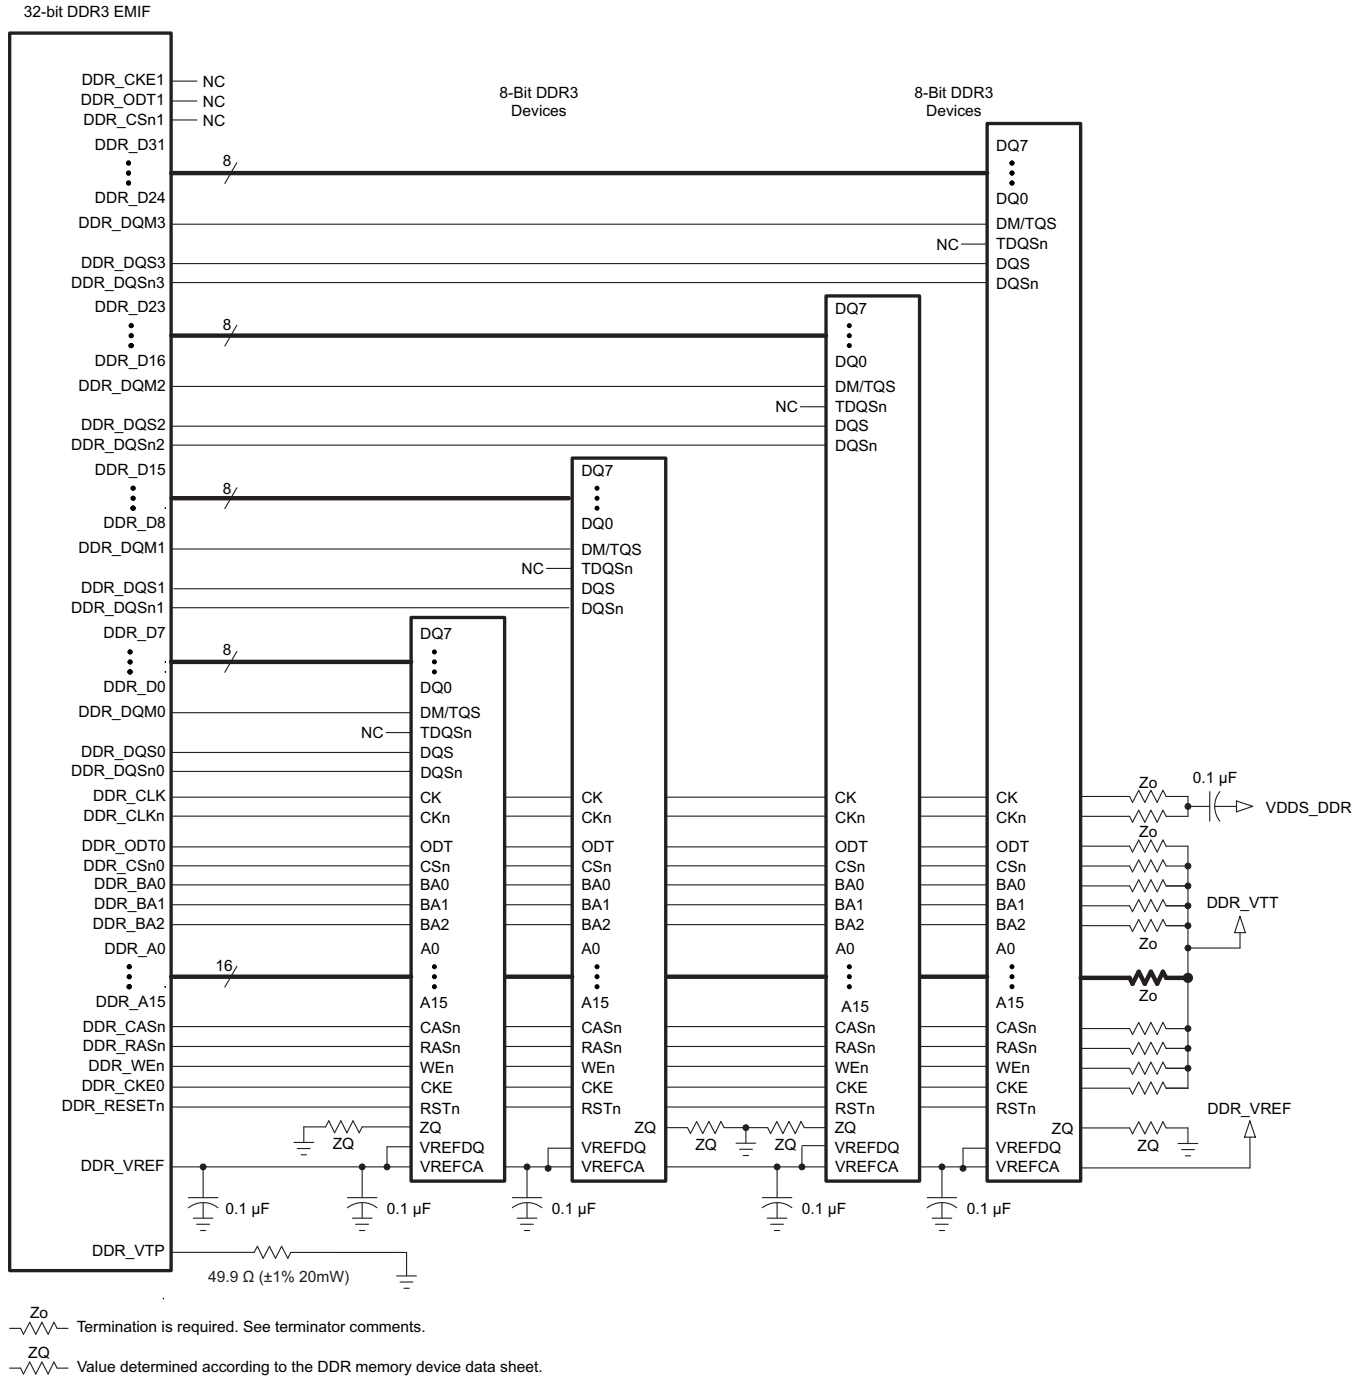 32-bit DDR3 EMIF
8-Bit DDR3
Devices
8-Bit DDR3
Devices
DDR_CKE1
NC
DDR_ODT1
NC
DDR_CSn1
NC
DDR_D31
8
DDR_D24
DDR_DQM3
DDR_DQS3
DDR_DQSn3
DQ7
DQ0
DM/TQS
NC
TDQSn
DQS
DQSn
DDR_D23
8
DDR_D16
DDR_DQM2
DDR_DQS2
DDR_DQSn2
DQ7
DQ0
DM/TQS
NC
TDQSn
DQS
DQSn
DDR_D15
8
DDR_D8
DDR_DQM1
DDR_DQS1
DDR_DQSn1
DQ7
DQ0
DM/TQS
NC
TDQSn
DQS
DQSn
DDR_D7
8
DDR_D0
DDR_DQM0
DDR_DQS0
DDR_DQSn0
DQ7
DQ0
DM/TQS
NC
TDQSn
DQS
DQSn
DDR_CLK
CK
CK
CK
CK
Zo
0.1 µF
VDDS_DDR
DDR_CLKn
CKn
CKn
CKn
CKn
Zo
DDR_ODT0
ODT
ODT
ODT
ODT
DDR_CSn0
CSn
CSn
CSn
CSn
DDR_BA0
BA0
BA0
BA0
BA0
DDR_BA1
BA1
BA1
BA1
BA1
DDR_VTT
DDR_BA2
BA2
BA2
BA2
BA2
Zo
DDR_A0
A0
A0
A0
A0
16
Zo
DDR_A15
A15
A15
A15
A15
DDR_CASn
CASn
CASn
CASn
CASn
DDR_RASn
RASn
RASn
RASn
RASn
DDR_WEn
WEn
WEn
WEn
WEn
DDR_CKE0
CKE
CKE
CKE
CKE
DDR_RESETn
RSTn
RSTn
RSTn
RSTn
DDR_VREF
ZQ
ZQ
ZQ
ZQ
ZQ
ZQ
ZQ
ZQ
VREFDQ
VREFDQ
VREFDQ
VREFDQ
DDR_VREF
VREFCA
VREFCA
VREFCA
VREFCA
0.1 µF
0.1 µF
0.1 µF
0.1 µF
0.1 µF
DDR_VTP
49.9 Ω (±1% 20mW)
Zo
Termination is required. See terminator comments.
ZQ
Value determined according to the DDR memory device data sheet.